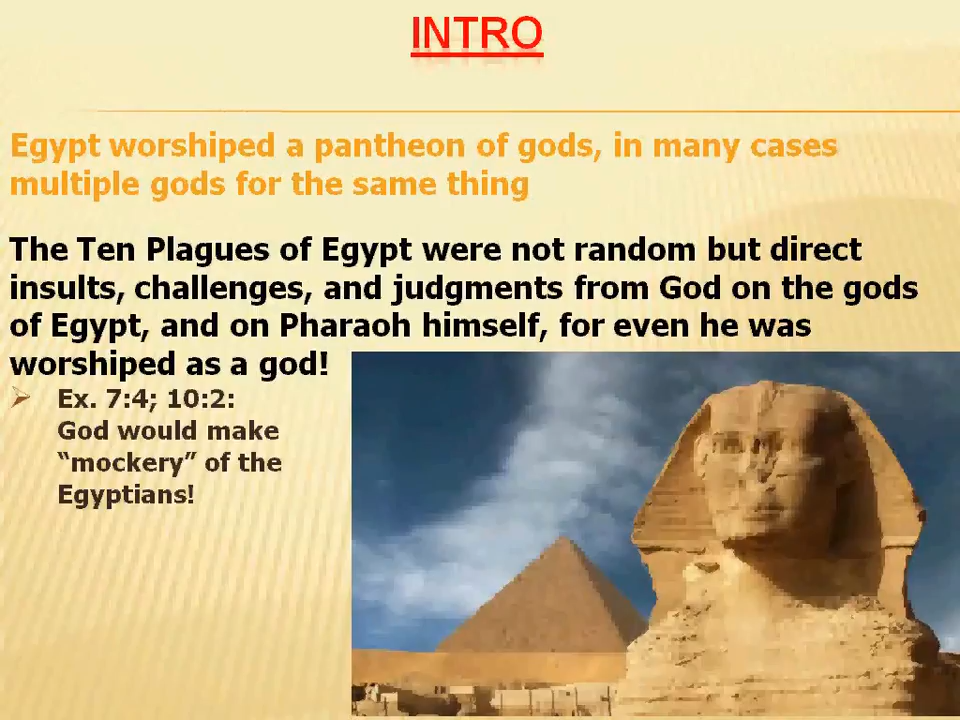 INTRO
Egypt worshiped a pantheon of gods, in many cases
multiple gods for the same thing
The Ten Plagues of Egypt were not random but direct
insults, challenges, and judgments from God on the gods
of Egypt, and on Pharaoh himself, for even he was
worshiped as a god!
Ex. 7:4; 10:2:
God would make
“mockery” of the
Egyptians!